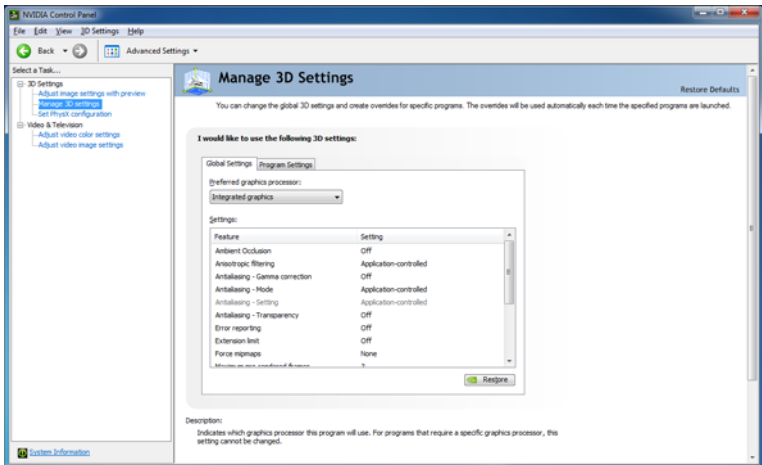 NVIDIA Control Panel
File Edit View 3D Settings Help
Back Advanced Settings
Select a Task...
3D Settings
Adjust image settings with preview
Manage 3D settings
Set PhysX configuration
Video & Television
Adjust video color settings
Adjust video image settings
System Information
Manage 3D Settings
Restore Defaults
You can change the global 3D settings and create overrides for specific programs. The overrides will be used automatically each time the specified programs are launched.
I would like to use the following 3D settings:
Global Settings Program Settings
Preferred graphics processor:
Integrated graphics
Settings:
Feature Setting
Ambient Occlusion Off
Anisotropic filtering Application-controlled
Antialiasing - Gamma correction Off
Antialiasing - Mode Application-controlled
Antialiasing - Setting Application-controlled
Antialiasing - Transparency Off
Error reporting Off
Extension limit Off
Force mipmaps None
Maximum pre-rendered frames
Restore
Description:
Indicates which graphics processor this program will use. For programs that require a specific graphics processor, this
setting cannot be changed.